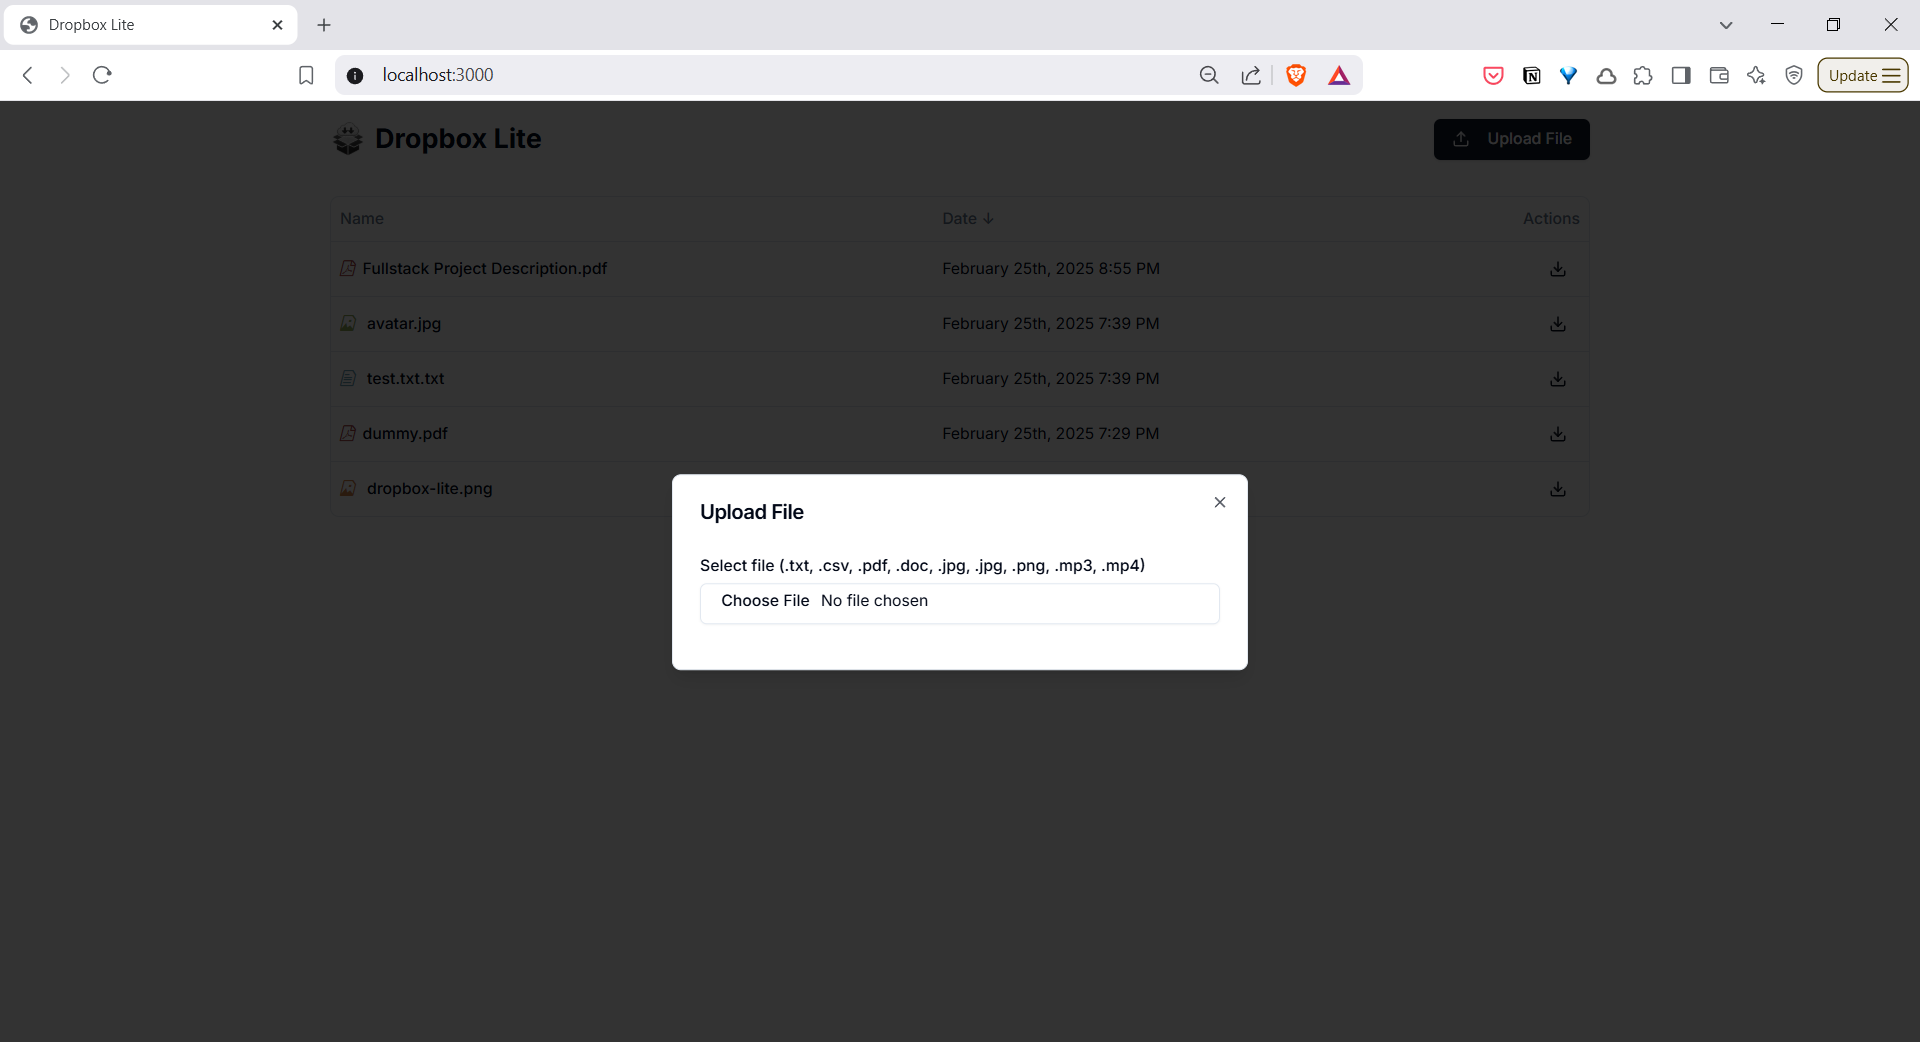 Dropbox Lite
localhost:3000
Update
Dropbox Lite
Upload File
Name Date Actions
Fullstack Project Description.pdf February 25th, 2025 8:55 PM
avatar.jpg February 25th, 2025 7:39 PM
test.txt.txt February 25th, 2025 7:39 PM
dummy.pdf February 25th, 2025 7:29 PM
dropbox-lite.png
Upload File
Select file (.txt, .csv, .pdf, .doc, .jpg, .jpg, .png, .mp3, .mp4)
Choose File No file chosen